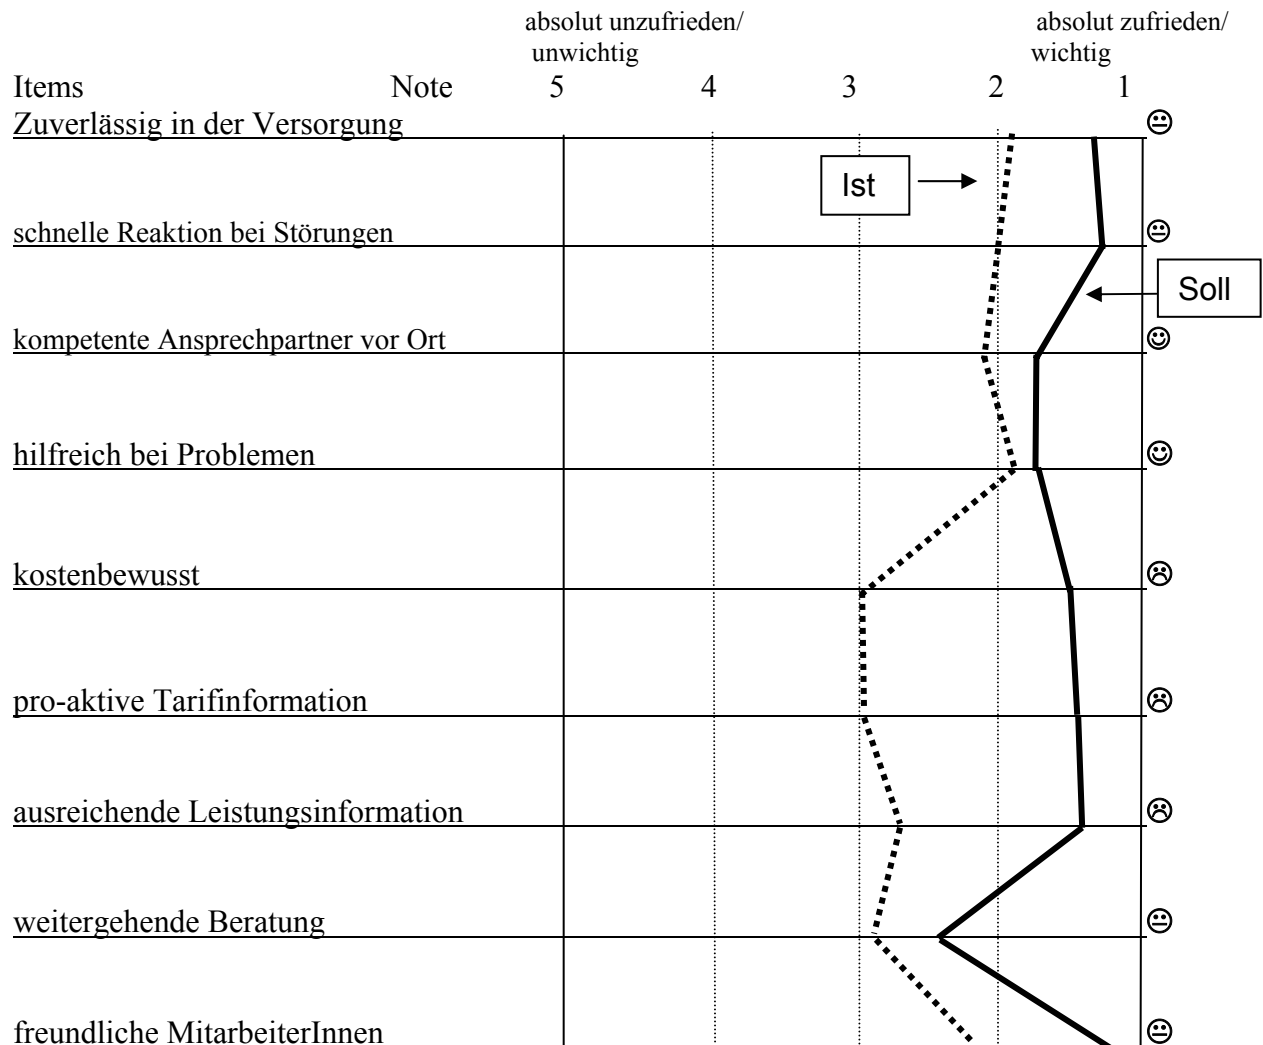 absolut unzufrieden/ absolut zufrieden/
unwichtig wichtig
Items Note 5 4 3 2 1
Zuverlässig in der Versorgung
Ist
schnelle Reaktion bei Störungen
Soll
kompetente Ansprechpartner vor Ort
hilfreich bei Problemen
kostenbewusst
pro-aktive Tarifinformation
ausreichende Leistungsinformation
weitergehende Beratung
freundliche MitarbeiterInnen